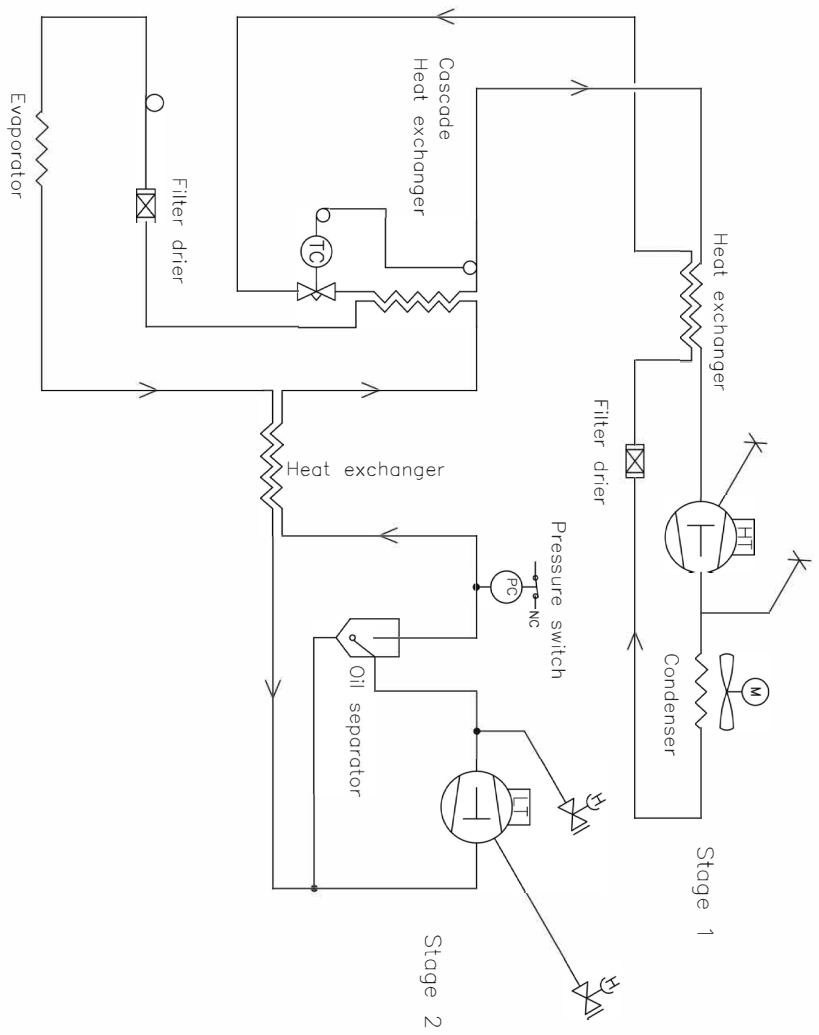 Stage 1
Condenser
M
HT
Heat exchanger
Filter drier
Stage 2
LT
Pressure switch
PC
NC
Oil separator
Heat exchanger
Cascade
Heat exchanger
TC
Filter drier
Evaporator